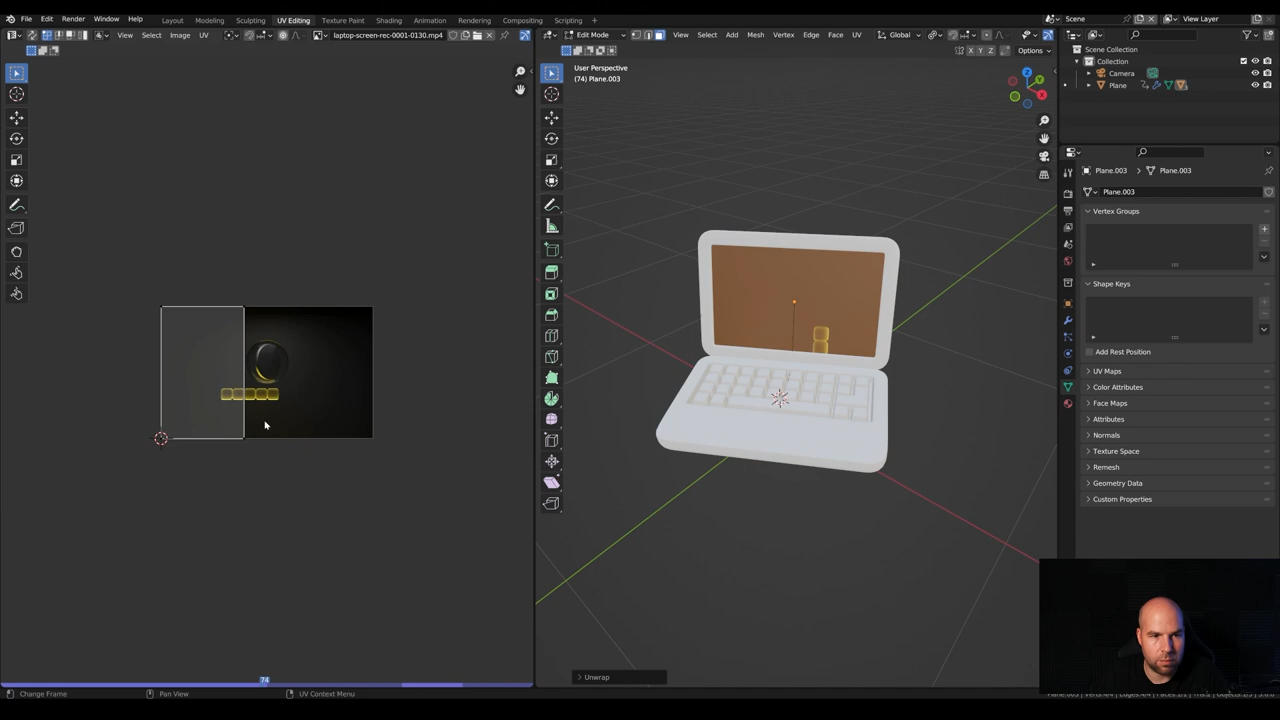 File Edit Render Window Help Layout Modeling Sculpting UV Editing Texture Paint Shading Animation Rendering Compositing Scripting + Scene View Layer
View Select Image UV laptop-screen-rec-0001-0130.mp4 Edit Mode View Select Add Mesh Vertex Edge Face UV Global
X Y Z Options
Scene Collection
Collection
Camera
Plane
User Perspective
(74) Plane.003
Z
Y
X
Plane.003 > Plane.003
Plane.003
Vertex Groups
Shape Keys
Add Rest Position
UV Maps
Color Attributes
Face Maps
Attributes
Normals
Texture Space
Remesh
Geometry Data
Custom Properties
> Unwrap
74
Change Frame Pan View UV Context Menu